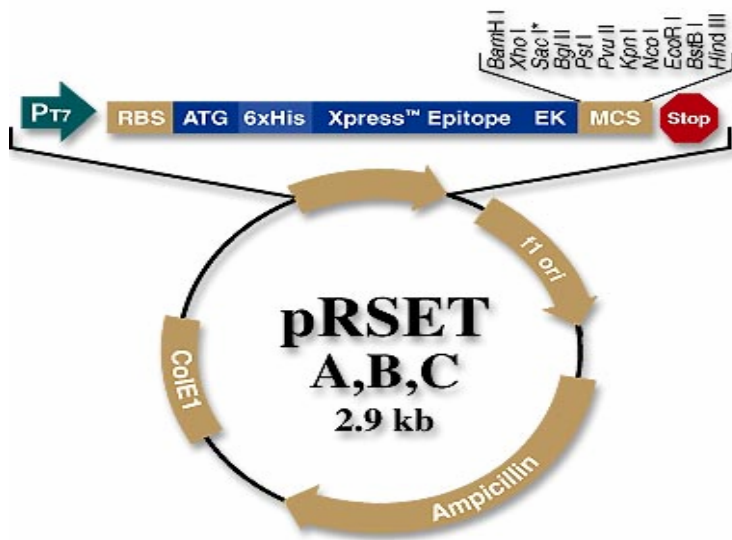 BamH I
Xho I
Sac I*
Bgl II
Pst I
Pvu II
Kpn I
Nco I
EcoR I
BstB I
Hind III
PT7
RBS ATG 6xHis Xpress™ Epitope EK MCS Stop
f1 ori
pRSET
A,B,C
2.9 kb
ColE1
Ampicillin